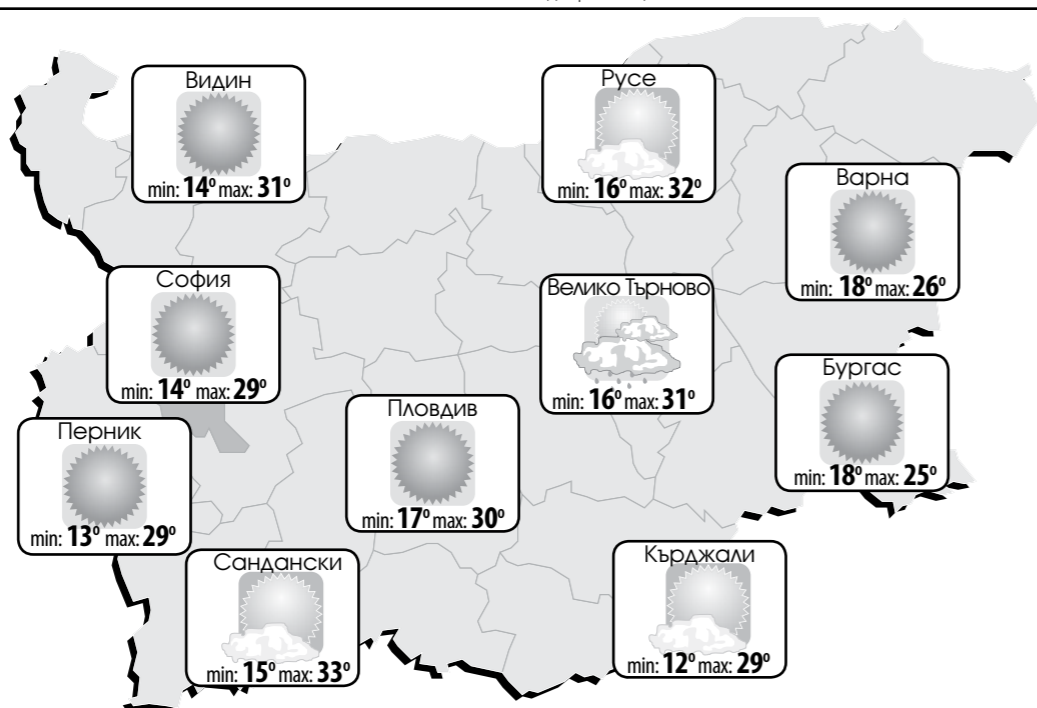 Видин
min: 14° max: 31°
Русе
min: 16° max: 32°
Варна
min: 18° max: 26°
София
min: 14° max: 29°
Велико Търново
min: 16° max: 31°
Бургас
min: 18° max: 25°
Пловдив
min: 17° max: 30°
Перник
min: 13° max: 29°
Сандански
min: 15° max: 33°
Кърджали
min: 12° max: 29°